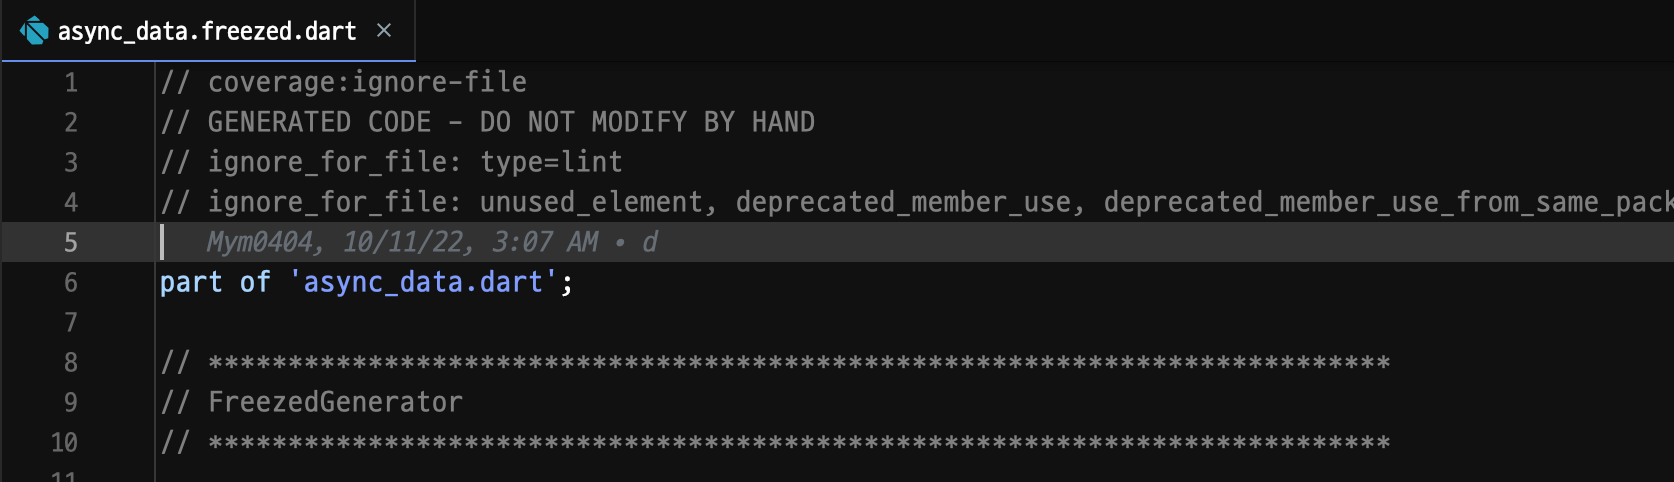 async_data.freezed.dart ×
1 // coverage:ignore-file
2 // GENERATED CODE - DO NOT MODIFY BY HAND
3 // ignore_for_file: type=lint
4 // ignore_for_file: unused_element, deprecated_member_use, deprecated_member_use_from_same_pack
5 Mym0404, 10/11/22, 3:07 AM • d
6 part of 'async_data.dart';
7
8 // **************************************************************************
9 // FreezedGenerator
10 // **************************************************************************
11